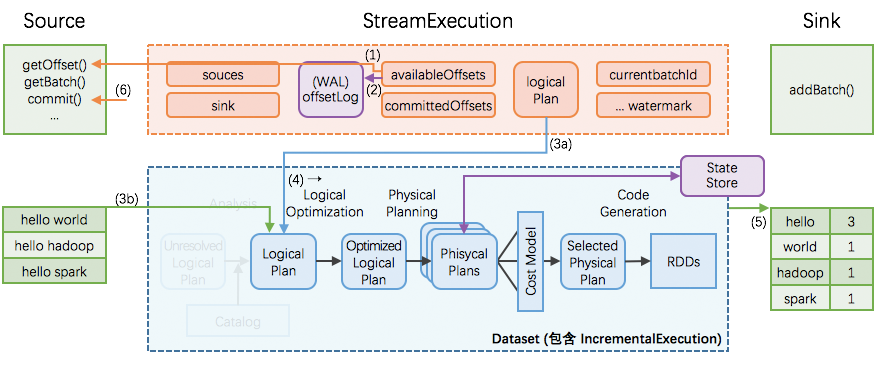 Source
StreamExecution
Sink
getOffset()
getBatch()
commit()
...
(6)
(1)
souces
sink
(WAL)
offsetLog
(2)
availableOffsets
committedOffsets
logical
Plan
currentbatchId
... watermark
addBatch()
(3a)
(3b)
(4) →
Analysis
Logical
Optimization
Physical
Planning
Code
Generation
State
Store
(5)
hello world
hello hadoop
hello spark
Unresolved
Logical
Plan
Catalog
Logical
Plan
Optimized
Logical
Plan
Phisycal
Plans
Cost Model
Selected
Physical
Plan
RDDs
hello 3
world 1
hadoop 1
spark 1
Dataset (包含 IncrementalExecution)